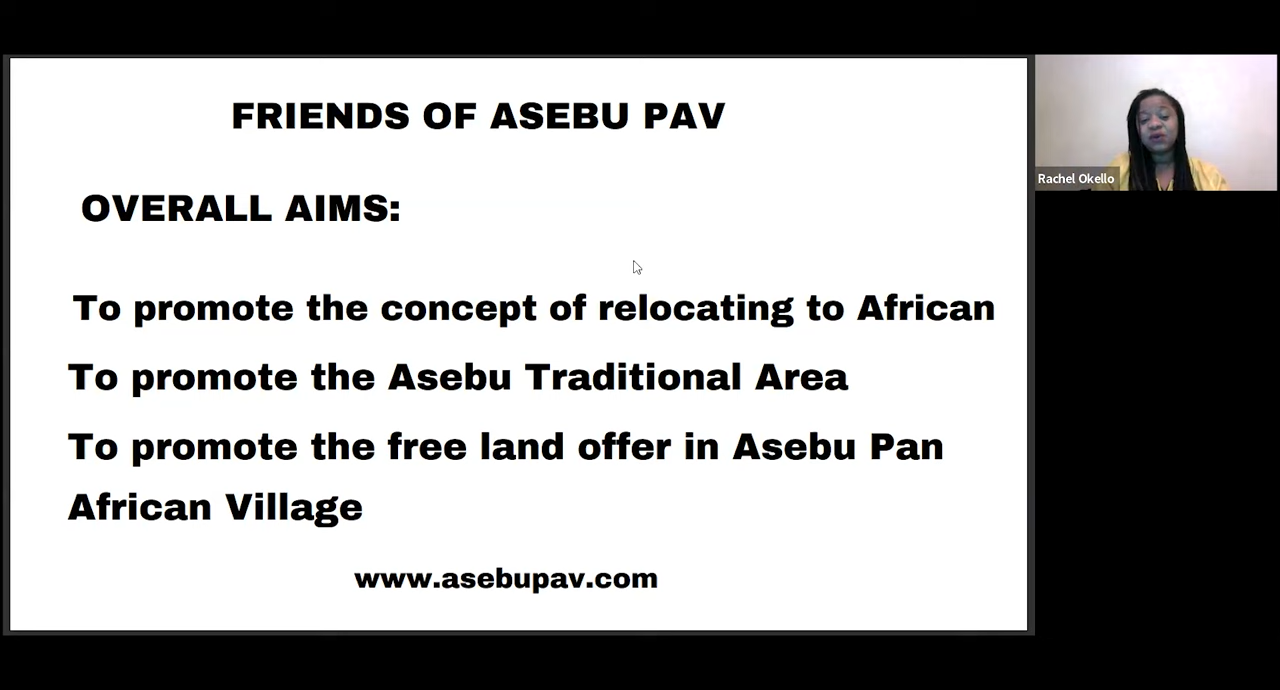 FRIENDS OF ASEBU PAV
OVERALL AIMS:
To promote the concept of relocating to African
To promote the Asebu Traditional Area
To promote the free land offer in Asebu Pan
African Village
www.asebupav.com
Rachel Okello